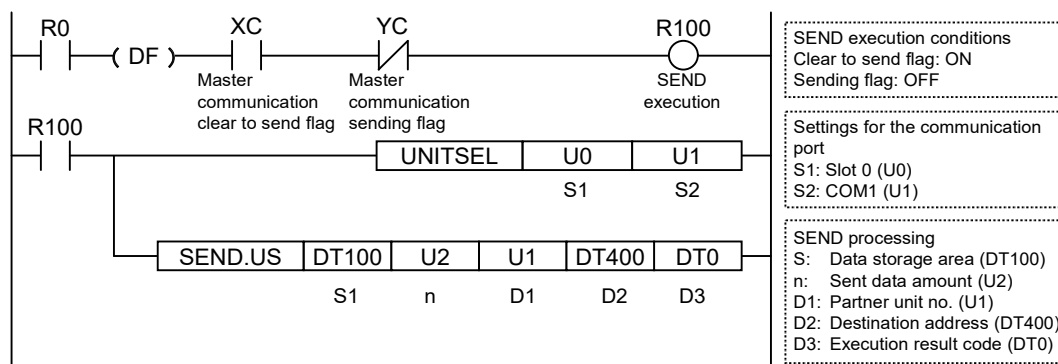 R0
( DF )
XC
YC
R100
Master
communication
clear to send flag
Master
communication
sending flag
SEND
execution
SEND execution conditions
Clear to send flag: ON
Sending flag: OFF
R100
UNITSEL U0 U1
S1 S2
Settings for the communication
port
S1: Slot 0 (U0)
S2: COM1 (U1)
SEND.US DT100 U2 U1 DT400 DT0
S1 n D1 D2 D3
SEND processing
S: Data storage area (DT100)
n: Sent data amount (U2)
D1: Partner unit no. (U1)
D2: Destination address (DT400)
D3: Execution result code (DT0)